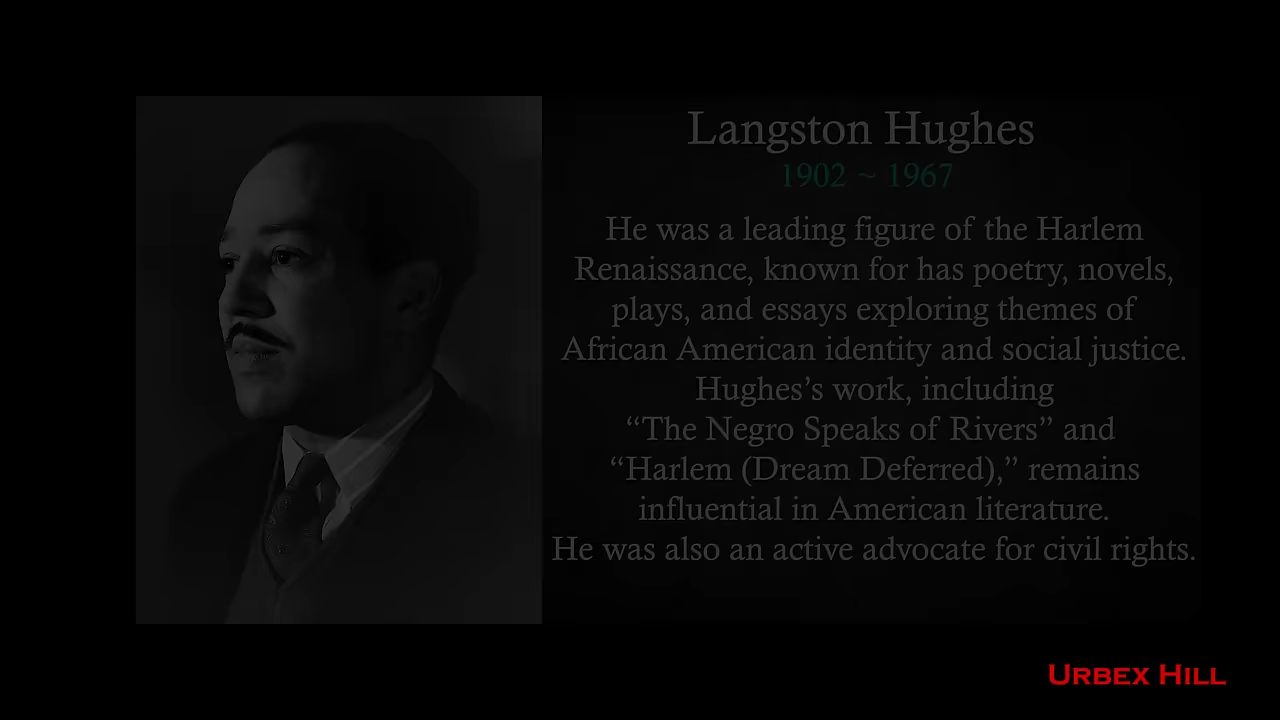 Langston Hughes
1902 ~ 1967
He was a leading figure of the Harlem
Renaissance, known for has poetry, novels,
plays, and essays exploring themes of
African American identity and social justice.
Hughes’s work, including
“The Negro Speaks of Rivers” and
“Harlem (Dream Deferred),” remains
influential in American literature.
He was also an active advocate for civil rights.
URBEX HILL